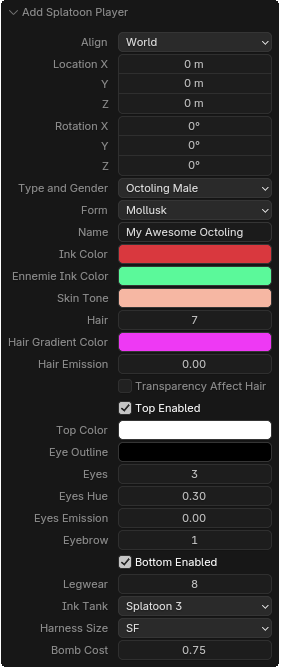 Add Splatoon Player
Align World
Location X 0 m
Y 0 m
Z 0 m
Rotation X 0°
Y 0°
Z 0°
Type and Gender Octoling Male
Form Mollusk
Name My Awesome Octoling
Ink Color
Ennemie Ink Color
Skin Tone
Hair 7
Hair Gradient Color
Hair Emission 0.00
Transparency Affect Hair
Top Enabled
Top Color
Eye Outline
Eyes 3
Eyes Hue 0.30
Eyes Emission 0.00
Eyebrow 1
Bottom Enabled
Legwear 8
Ink Tank Splatoon 3
Harness Size SF
Bomb Cost 0.75